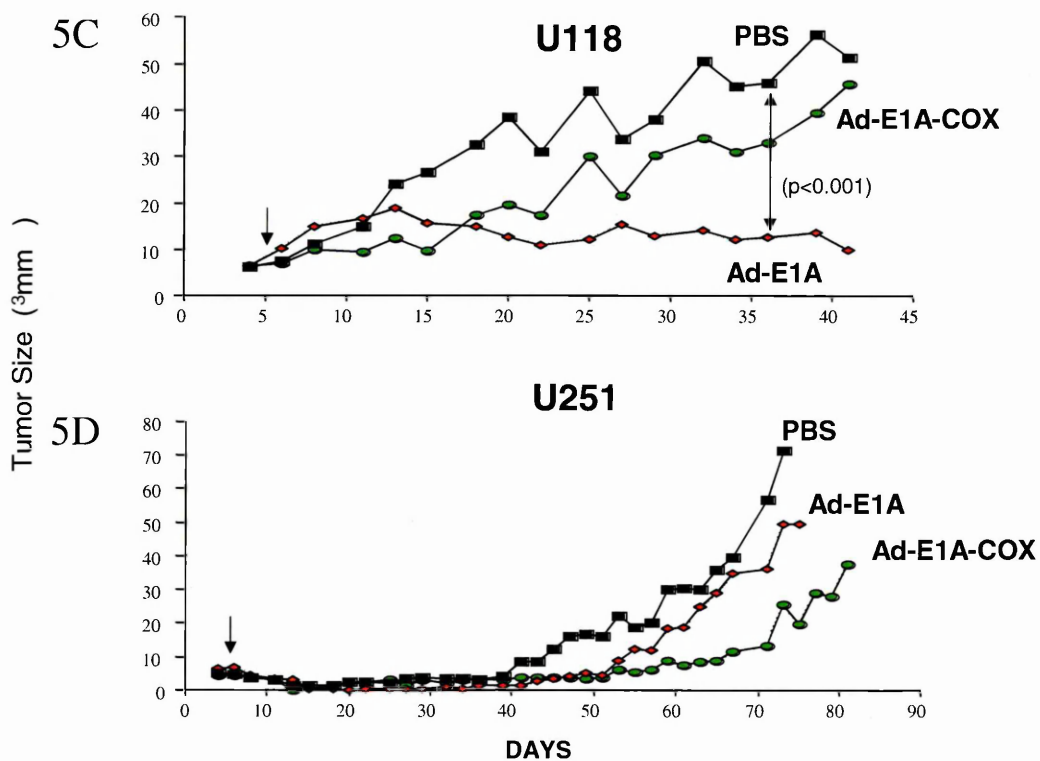 5C
U118
PBS
Ad-E1A-COX
(p<0.001)
Ad-E1A
60
50
40
30
20
10
0
0 5 10 15 20 25 30 35 40 45
Tumor Size (³mm )
5D
U251
PBS
Ad-E1A
Ad-E1A-COX
80
70
60
50
40
30
20
10
0
0 10 20 30 40 50 60 70 80 90
DAYS